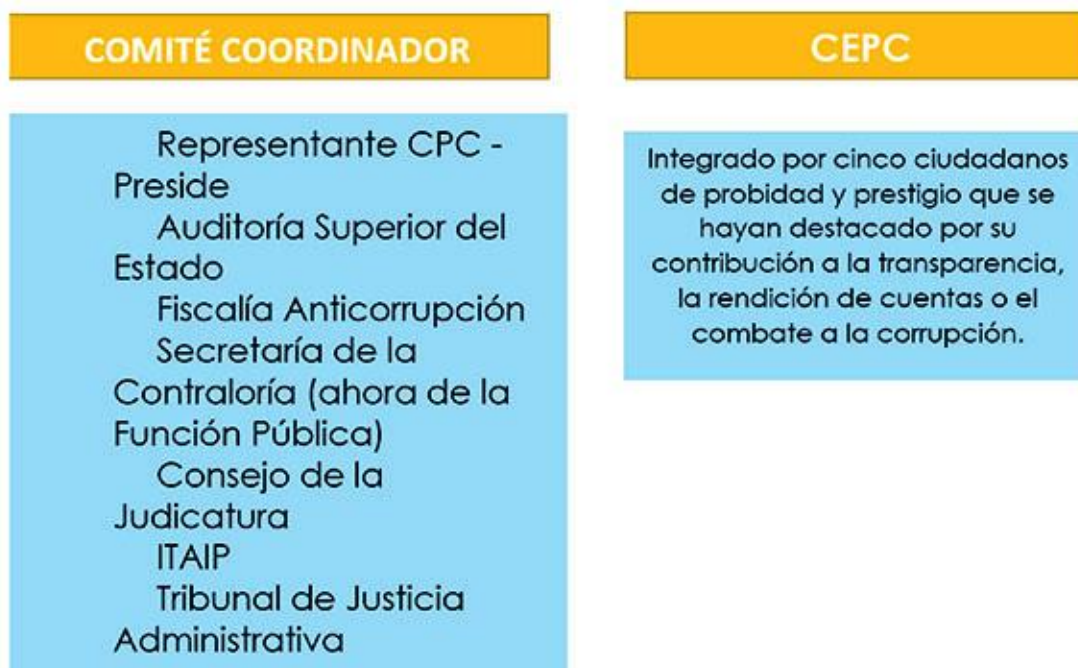 COMITÉ COORDINADOR
Representante CPC -
Preside
Auditoría Superior del
Estado
Fiscalía Anticorrupción
Secretaría de la
Contraloría (ahora de la
Función Pública)
Consejo de la
Judicatura
ITAIP
Tribunal de Justicia
Administrativa
CEPC
Integrado por cinco ciudadanos
de probidad y prestigio que se
hayan destacado por su
contribución a la transparencia,
la rendición de cuentas o el
combate a la corrupción.